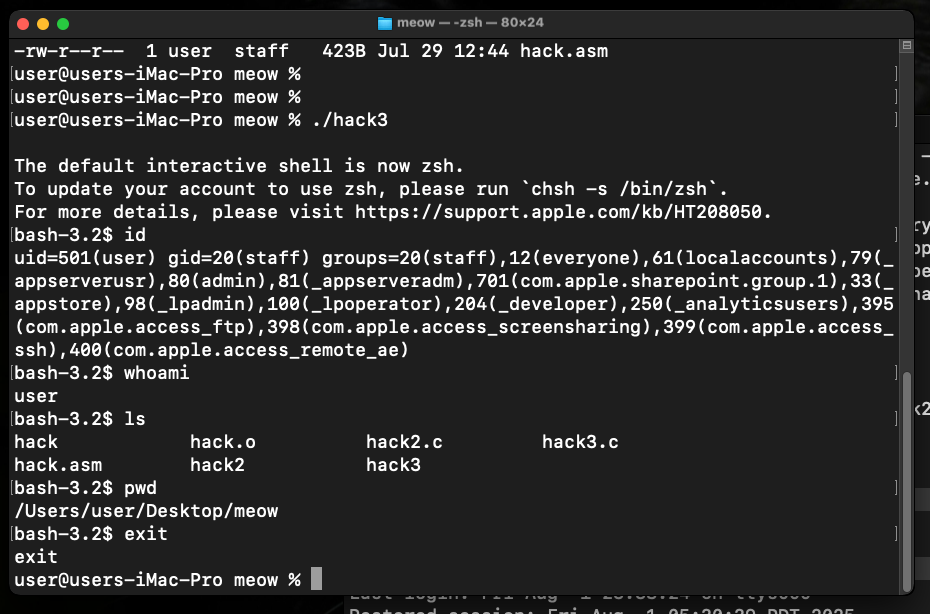 meow — -zsh — 80×24
-rw-r--r--  1 user  staff   423B Jul 29 12:44 hack.asm
[user@users-iMac-Pro meow %                                                     ]
[user@users-iMac-Pro meow %                                                     ]
[user@users-iMac-Pro meow % ./hack3                                             ]
The default interactive shell is now zsh.
To update your account to use zsh, please run `chsh -s /bin/zsh`.
For more details, please visit https://support.apple.com/kb/HT208050.
[bash-3.2$ id                                                                   ]
uid=501(user) gid=20(staff) groups=20(staff),12(everyone),61(localaccounts),79(_
appserverusr),80(admin),81(_appserveradm),701(com.apple.sharepoint.group.1),33(_
appstore),98(_lpadmin),100(_lpoperator),204(_developer),250(_analyticsusers),395
(com.apple.access_ftp),398(com.apple.access_screensharing),399(com.apple.access_
ssh),400(com.apple.access_remote_ae)
[bash-3.2$ whoami                                                               ]
user
[bash-3.2$ ls                                                                   ]
hack            hack.o          hack2.c         hack3.c
hack.asm        hack2           hack3
[bash-3.2$ pwd                                                                  ]
/Users/user/Desktop/meow
[bash-3.2$ exit                                                                 ]
exit
user@users-iMac-Pro meow %